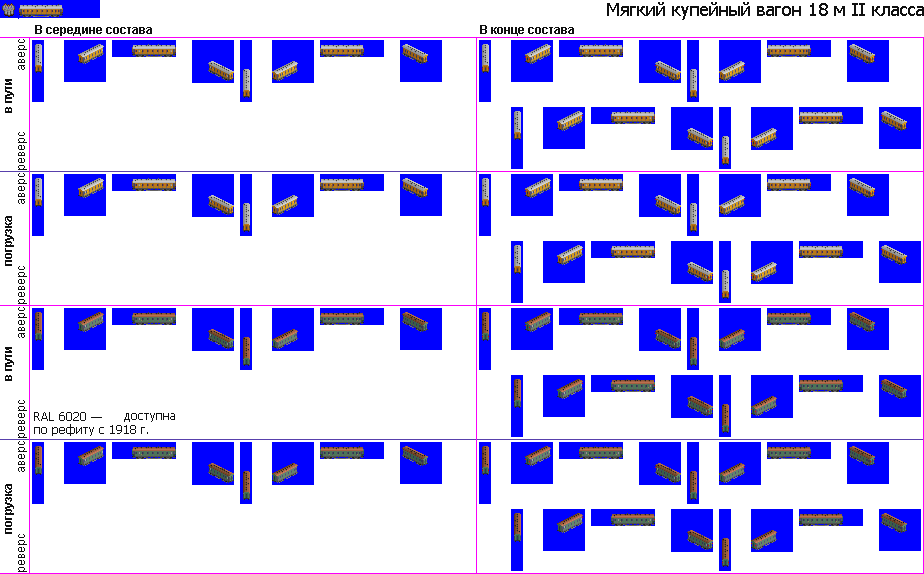 Мягкий купейный вагон 18 м II класса
В середине состава
В конце состава
в пути
аверс
реверс
погрузка
аверс
реверс
в пути
аверс
реверс
RAL 6020 — доступна
по рефиту с 1918 г.
погрузка
аверс
реверс